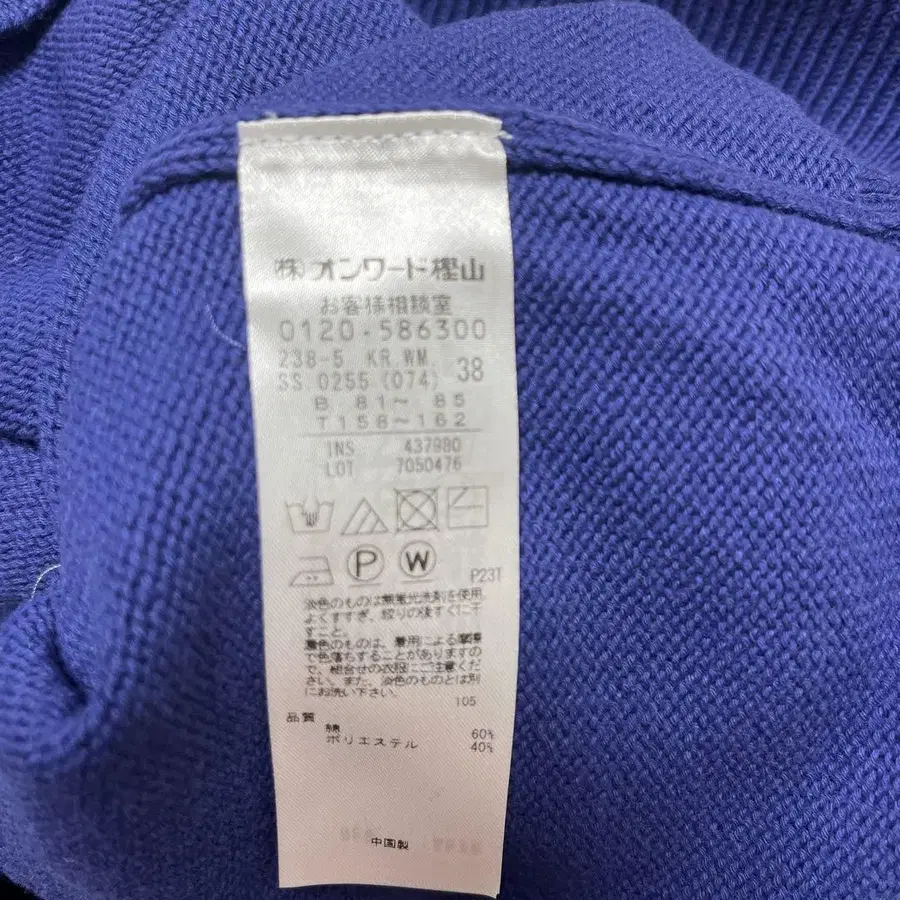 ㈱オンワード樫山
お客様相談室
0120-586300
238-5 KR.WM.
SS 0255 (074) 38
B 81～ 85
T158～162
INS 437980
LOT 7050476
P
W
P23T
淡色のものは無蛍光洗剤を使用
よくすすぎ、絞りの後すぐに干
すこと。
濃色のものは、着用による摩擦
で色落ちすることがありますの
で、組合せの衣服にご注意くだ
さい。また、淡色のものとは別
にお洗い下さい。
105
品質
綿 60%
ポリエステル 40%
中国製